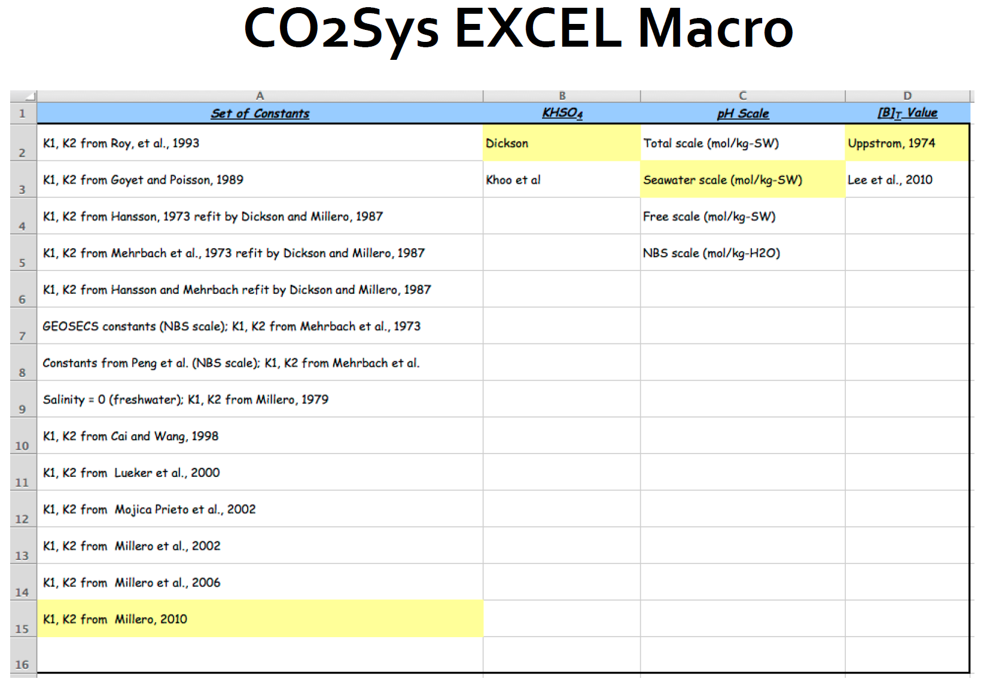 CO2Sys EXCEL Macro
A B C D
1 Set of Constants KHSO4 pH Scale [B]T Value
2 K1, K2 from Roy, et al., 1993 Dickson Total scale (mol/kg-SW) Uppstrom, 1974
3 K1, K2 from Goyet and Poisson, 1989 Khoo et al Seawater scale (mol/kg-SW) Lee et al., 2010
4 K1, K2 from Hansson, 1973 refit by Dickson and Millero, 1987 Free scale (mol/kg-SW)
5 K1, K2 from Mehrbach et al., 1973 refit by Dickson and Millero, 1987 NBS scale (mol/kg-H2O)
6 K1, K2 from Hansson and Mehrbach refit by Dickson and Millero, 1987
7 GEOSECS constants (NBS scale); K1, K2 from Mehrbach et al., 1973
8 Constants from Peng et al. (NBS scale); K1, K2 from Mehrbach et al.
9 Salinity = 0 (freshwater); K1, K2 from Millero, 1979
10 K1, K2 from Cai and Wang, 1998
11 K1, K2 from Lueker et al., 2000
12 K1, K2 from Mojica Prieto et al., 2002
13 K1, K2 from Millero et al., 2002
14 K1, K2 from Millero et al., 2006
15 K1, K2 from Millero, 2010
16